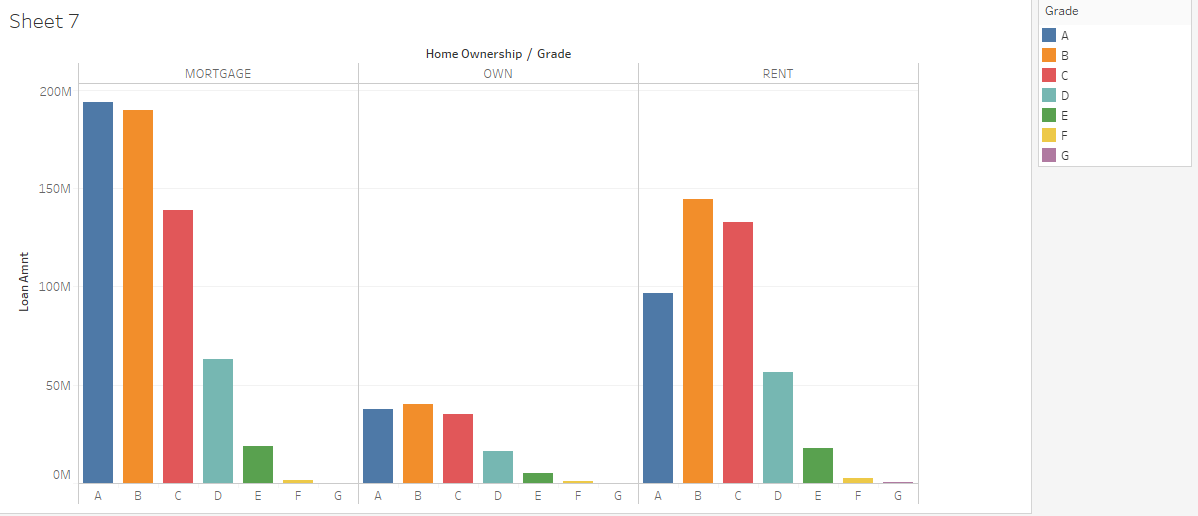 Sheet 7
Home Ownership / Grade
MORTGAGE OWN RENT
200M
150M
100M
50M
0M
Loan Amnt
A B C D E F G A B C D E F G A B C D E F G
Grade
A
B
C
D
E
F
G